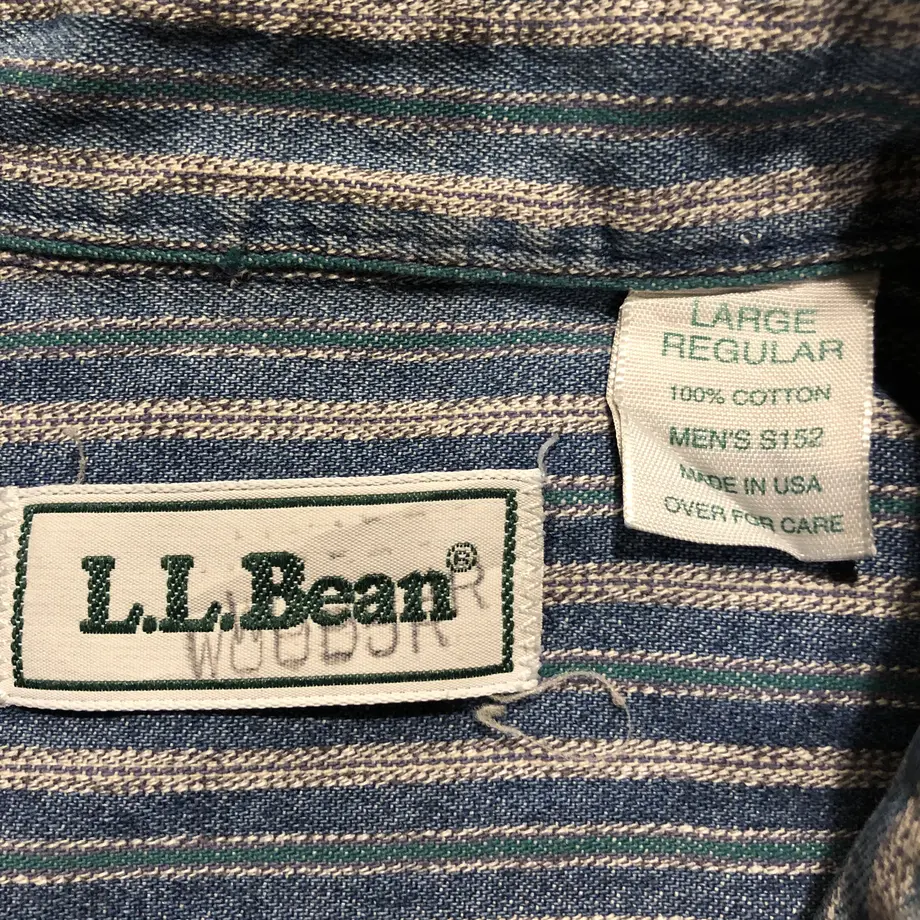 LARGE
REGULAR
100% COTTON
MEN'S S152
MADE IN USA
OVER FOR CARE
L.L.Bean®